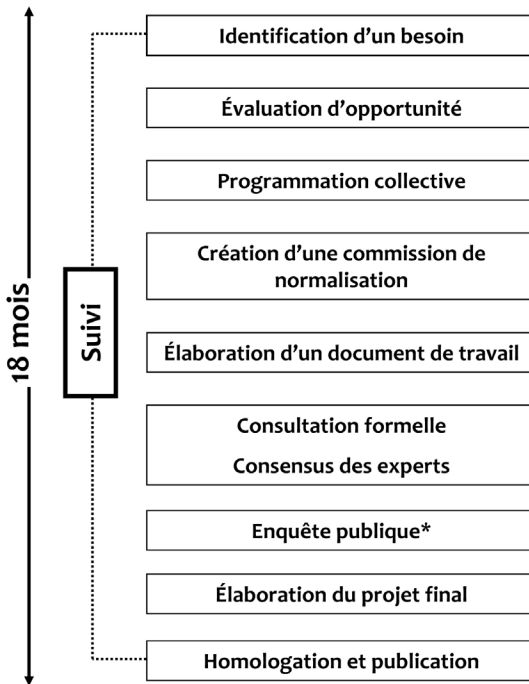 18 mois
Suivi
Identification d’un besoin
Évaluation d’opportunité
Programmation collective
Création d’une commission de
normalisation
Élaboration d’un document de travail
Consultation formelle
Consensus des experts
Enquête publique*
Élaboration du projet final
Homologation et publication